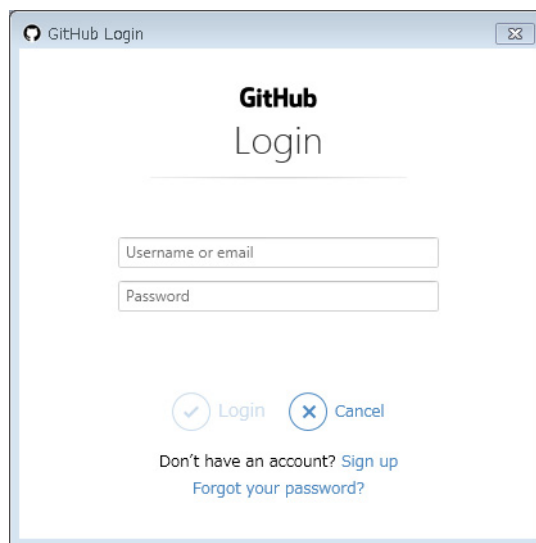 GitHub Login
GitHub
Login
Username or email
Password
Login Cancel
Don't have an account? Sign up
Forgot your password?